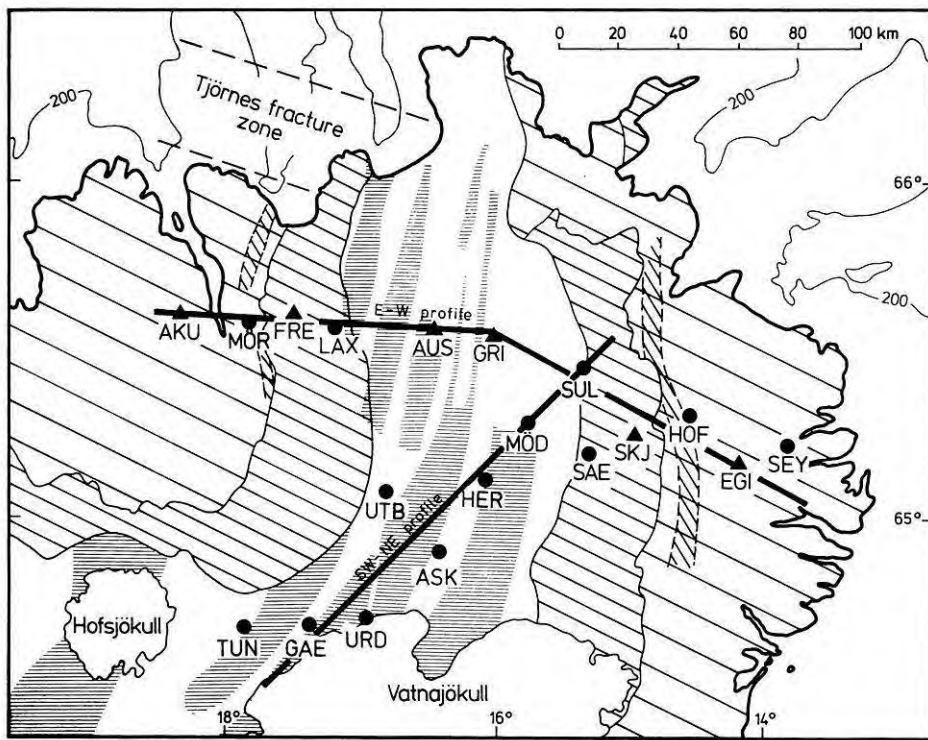 0 20 40 60 80 100 km
200
Tjörnes fracture
zone
200
66°
200
E-W profile
AKU
MÖR
FRE
LAX
AUS
GRI
SUL
MÖD
HOF
SKJ
SAE
SEY
EGI
UTB
HER
65°
SW-NE profile
ASK
Hofsjökull
TUN
GAE
URD
Vatnajökull
18°
16°
14°